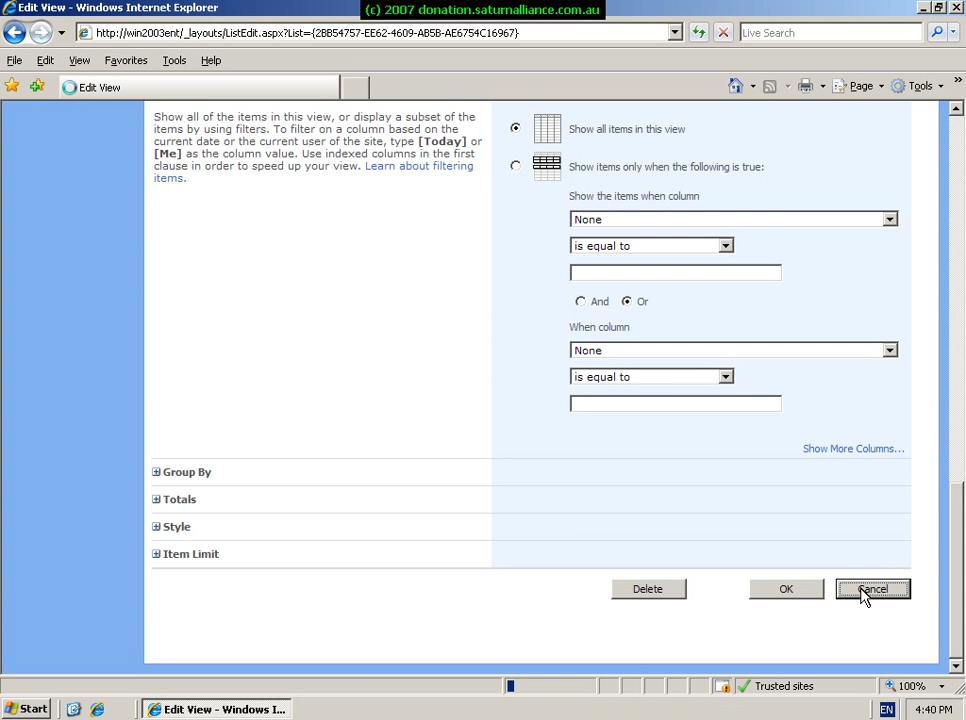 Edit View - Windows Internet Explorer
(c) 2007 donation.saturnalliance.com.au
http://win2003ent/_layouts/ListEdit.aspx?List={2BB54757-EE62-4609-AB5B-AE6754C16967}
Live Search
File Edit View Favorites Tools Help
Edit View
Page
Tools
Show all of the items in this view, or display a subset of the
items by using filters. To filter on a column based on the
current date or the current user of the site, type [Today] or
[Me] as the column value. Use indexed columns in the first
clause in order to speed up your view. Learn about filtering
items.
Show all items in this view
Show items only when the following is true:
Show the items when column
None
is equal to
And Or
When column
None
is equal to
Show More Columns...
Group By
Totals
Style
Item Limit
Delete
OK
Cancel
Trusted sites
100%
Start
Edit View - Windows I...
EN
4:40 PM